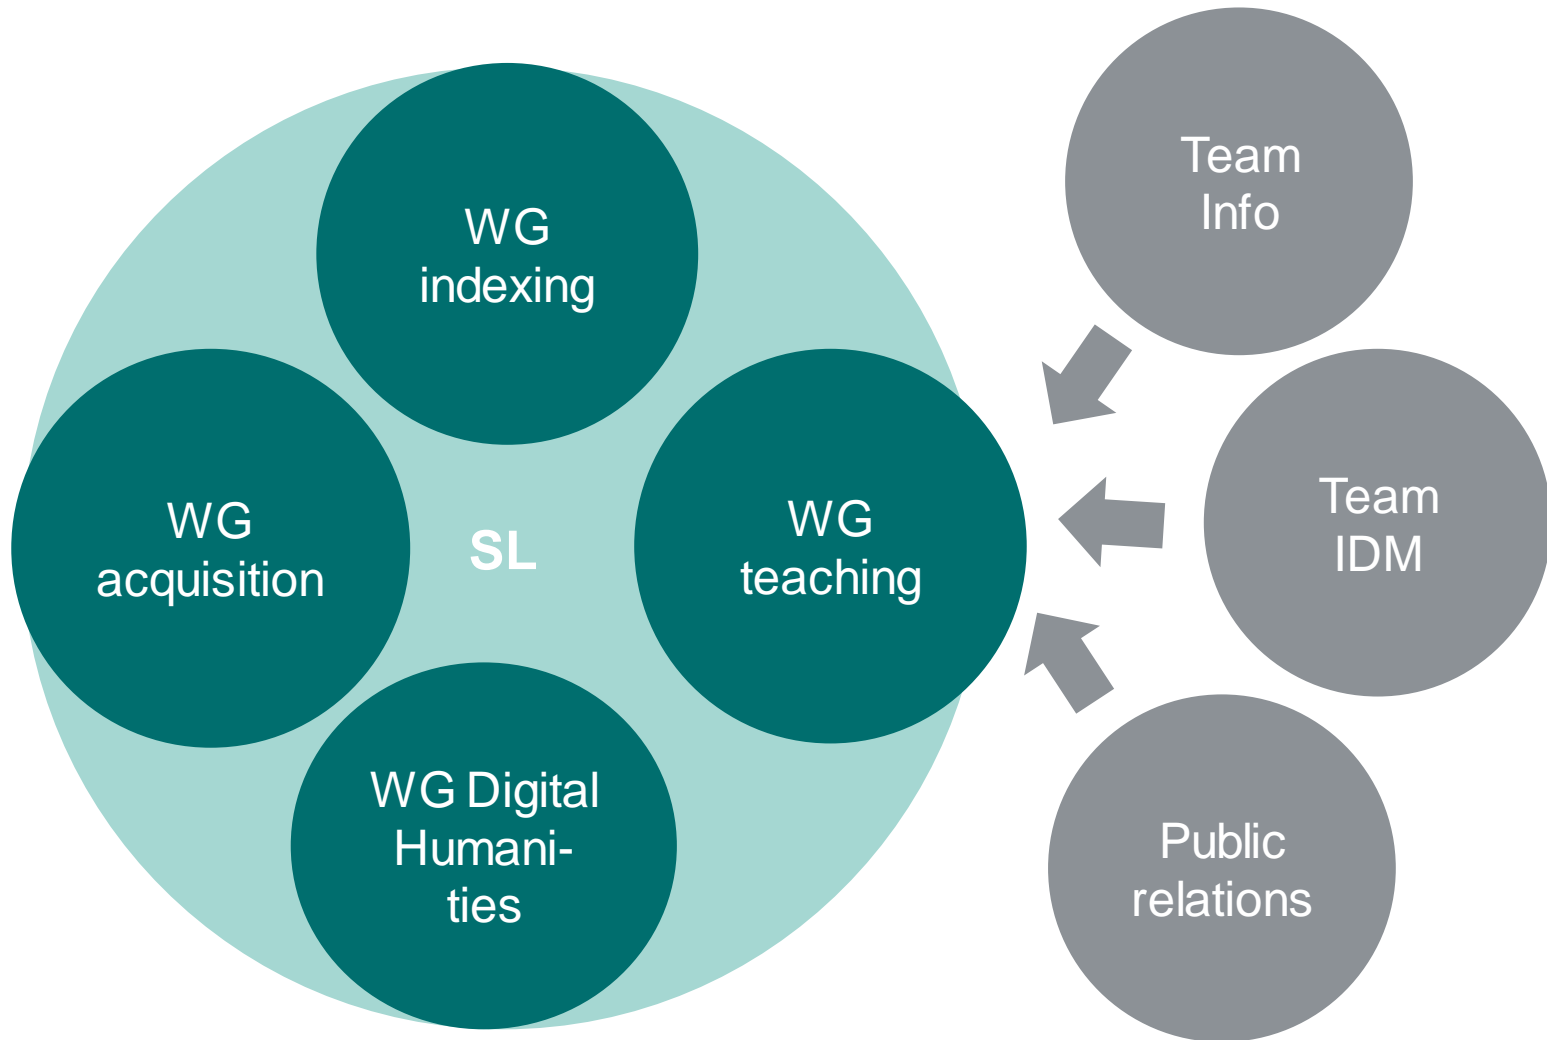 WG
indexing
WG
acquisition
SL
WG
teaching
WG Digital
Humani-
ties
Team
Info
Team
IDM
Public
relations